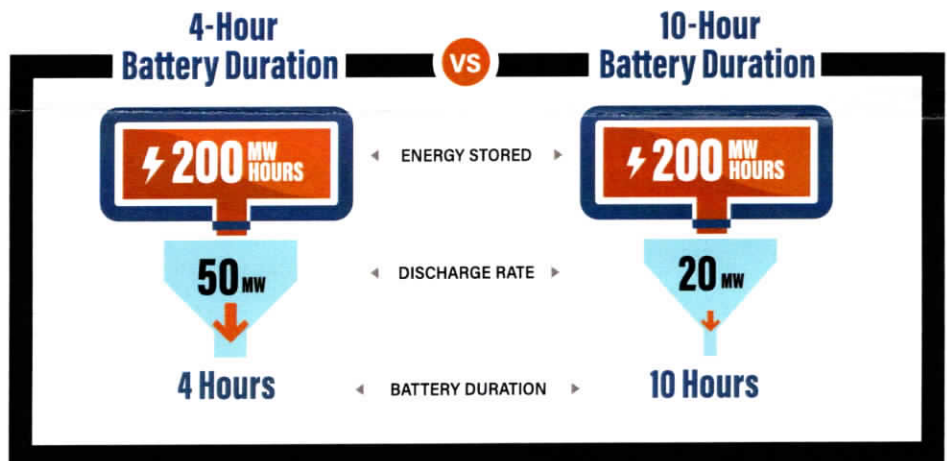 4-Hour
Battery Duration
VS
10-Hour
Battery Duration
200 MW HOURS
ENERGY STORED
200 MW HOURS
50 MW
DISCHARGE RATE
20 MW
4 Hours
BATTERY DURATION
10 Hours